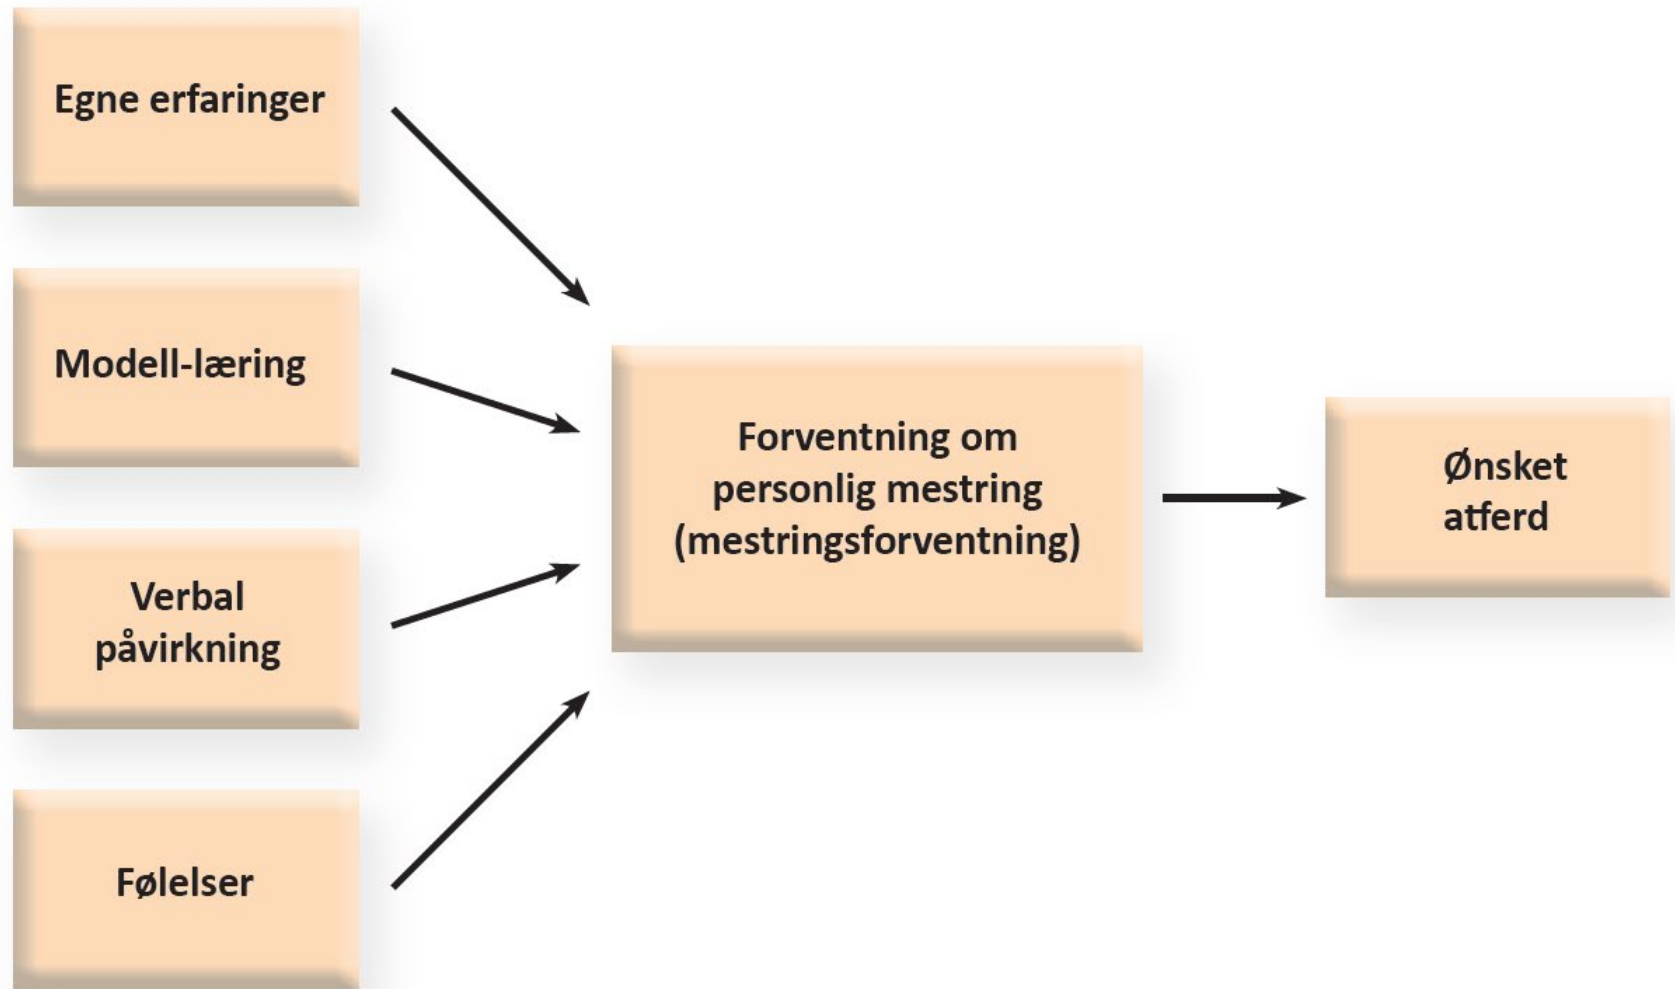 Egne erfaringer
Modell-læring
Verbal
påvirkning
Følelser
Forventning om
personlig mestring
(mestringsforventning)
Ønsket
atferd